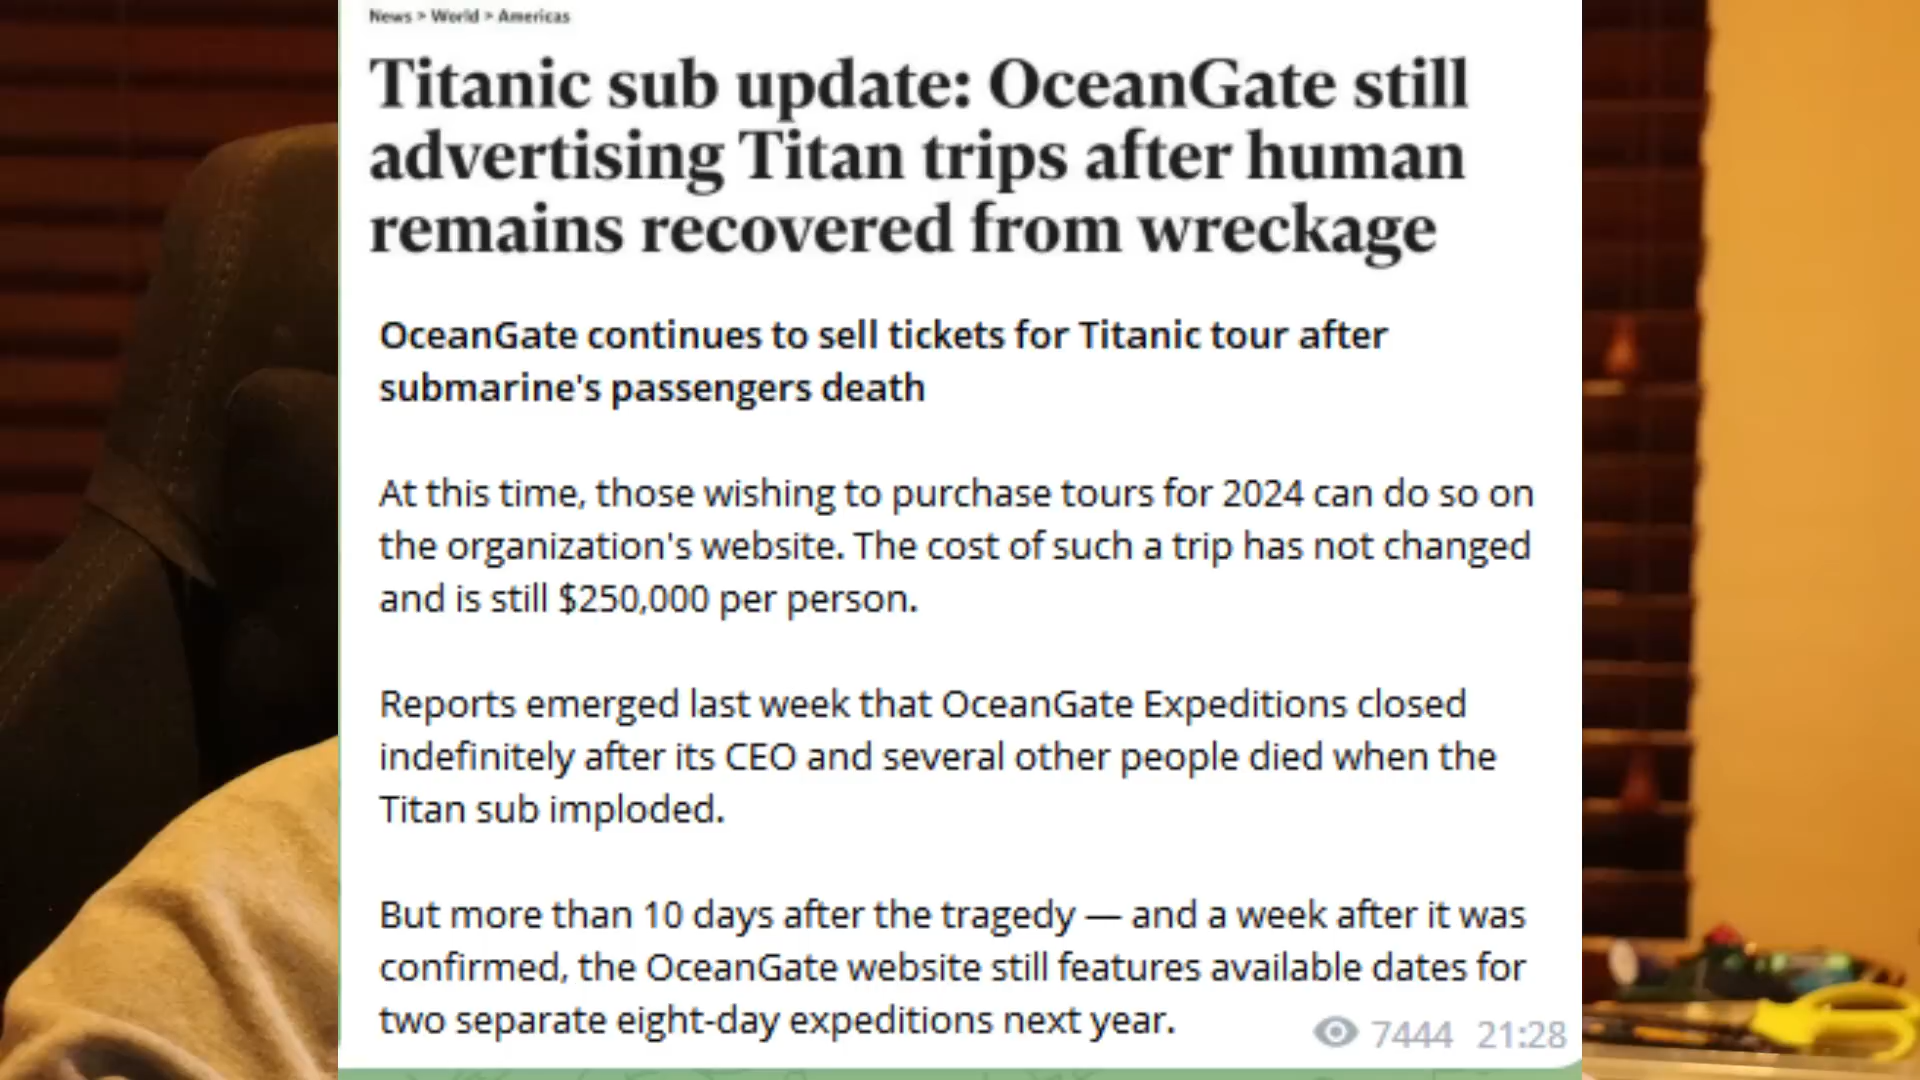 News > World > Americas
Titanic sub update: OceanGate still
advertising Titan trips after human
remains recovered from wreckage
OceanGate continues to sell tickets for Titanic tour after
submarine's passengers death
At this time, those wishing to purchase tours for 2024 can do so on
the organization's website. The cost of such a trip has not changed
and is still $250,000 per person.
Reports emerged last week that OceanGate Expeditions closed
indefinitely after its CEO and several other people died when the
Titan sub imploded.
But more than 10 days after the tragedy — and a week after it was
confirmed, the OceanGate website still features available dates for
two separate eight-day expeditions next year.
7444 21:28